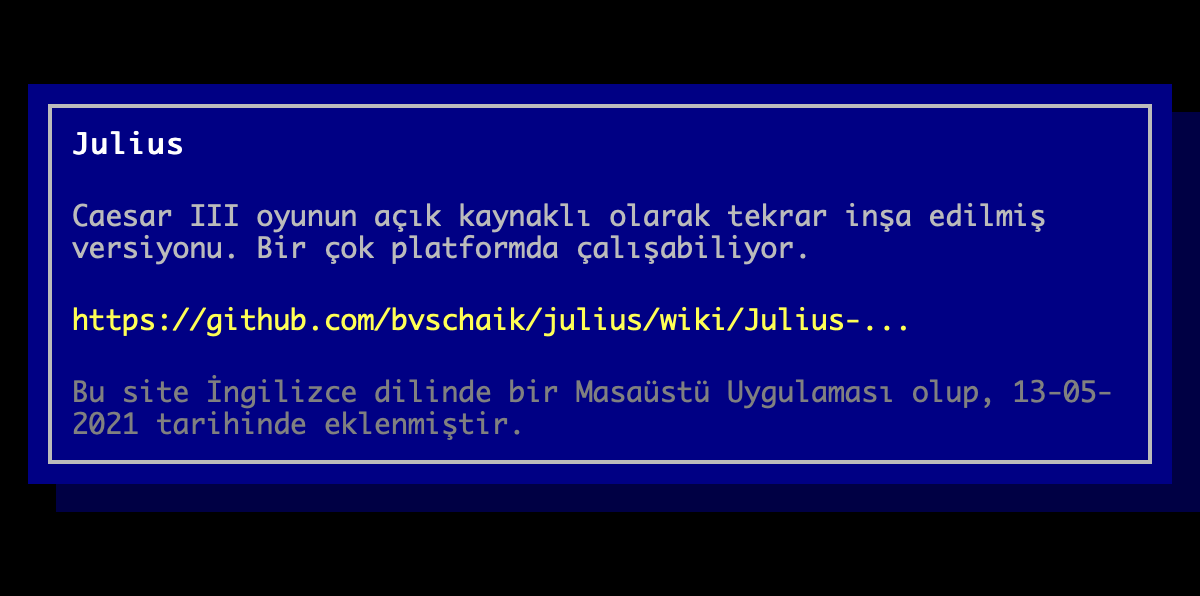 Julius
Caesar III oyunun açık kaynaklı olarak tekrar inşa edilmiş
versiyonu. Bir çok platformda çalışabiliyor.
https://github.com/bvschaik/julius/wiki/Julius-...
Bu site İngilizce dilinde bir Masaüstü Uygulaması olup, 13-05-
2021 tarihinde eklenmiştir.